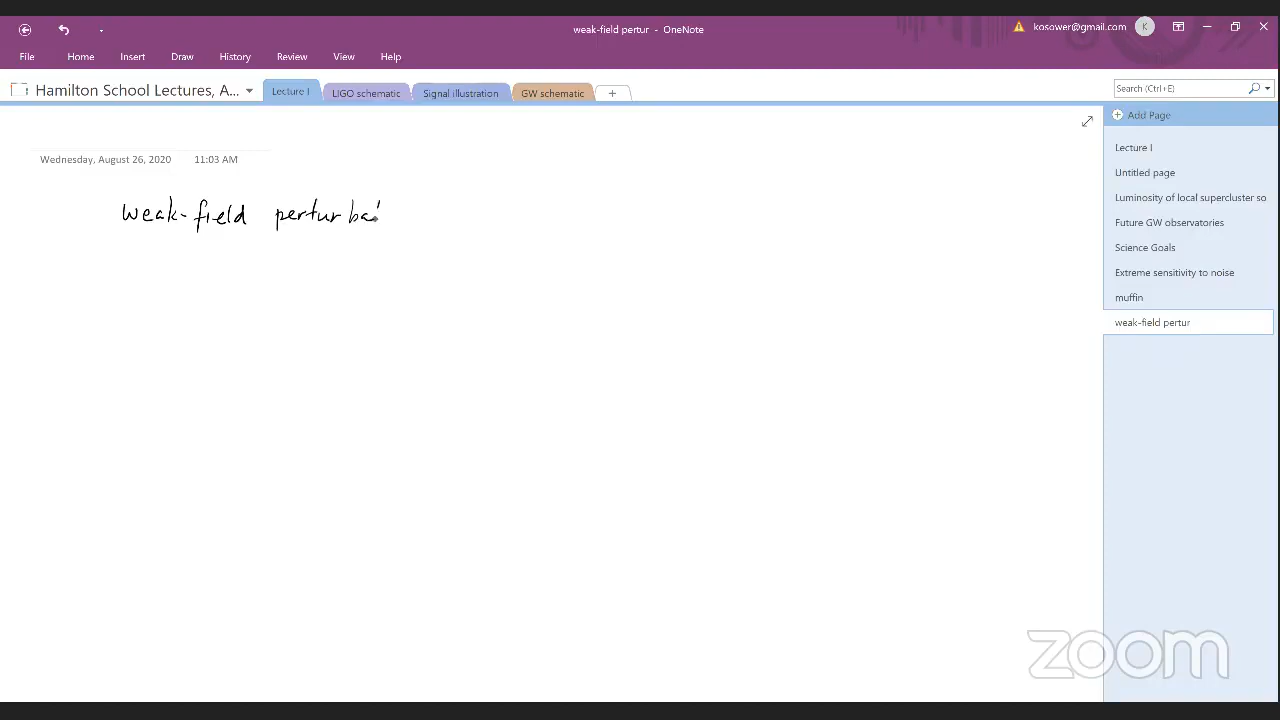 weak-field pertur - OneNote
kosower@gmail.com K
File Home Insert Draw History Review View Help
Hamilton School Lectures, A... Lecture I LIGO schematic Signal illustration GW schematic + Search (Ctrl+E)
Add Page
Wednesday, August 26, 2020 11:03 AM
weak-field perturba
Lecture I
Untitled page
Luminosity of local supercluster so
Future GW observatories
Science Goals
Extreme sensitivity to noise
muffin
weak-field pertur
zoom